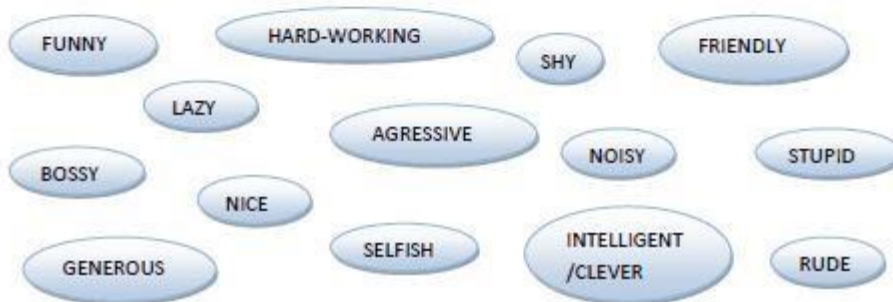 FUNNY
HARD-WORKING
SHY
FRIENDLY
LAZY
AGRESSIVE
NOISY
STUPID
BOSSY
NICE
GENEROUS
SELFISH
INTELLIGENT
/CLEVER
RUDE